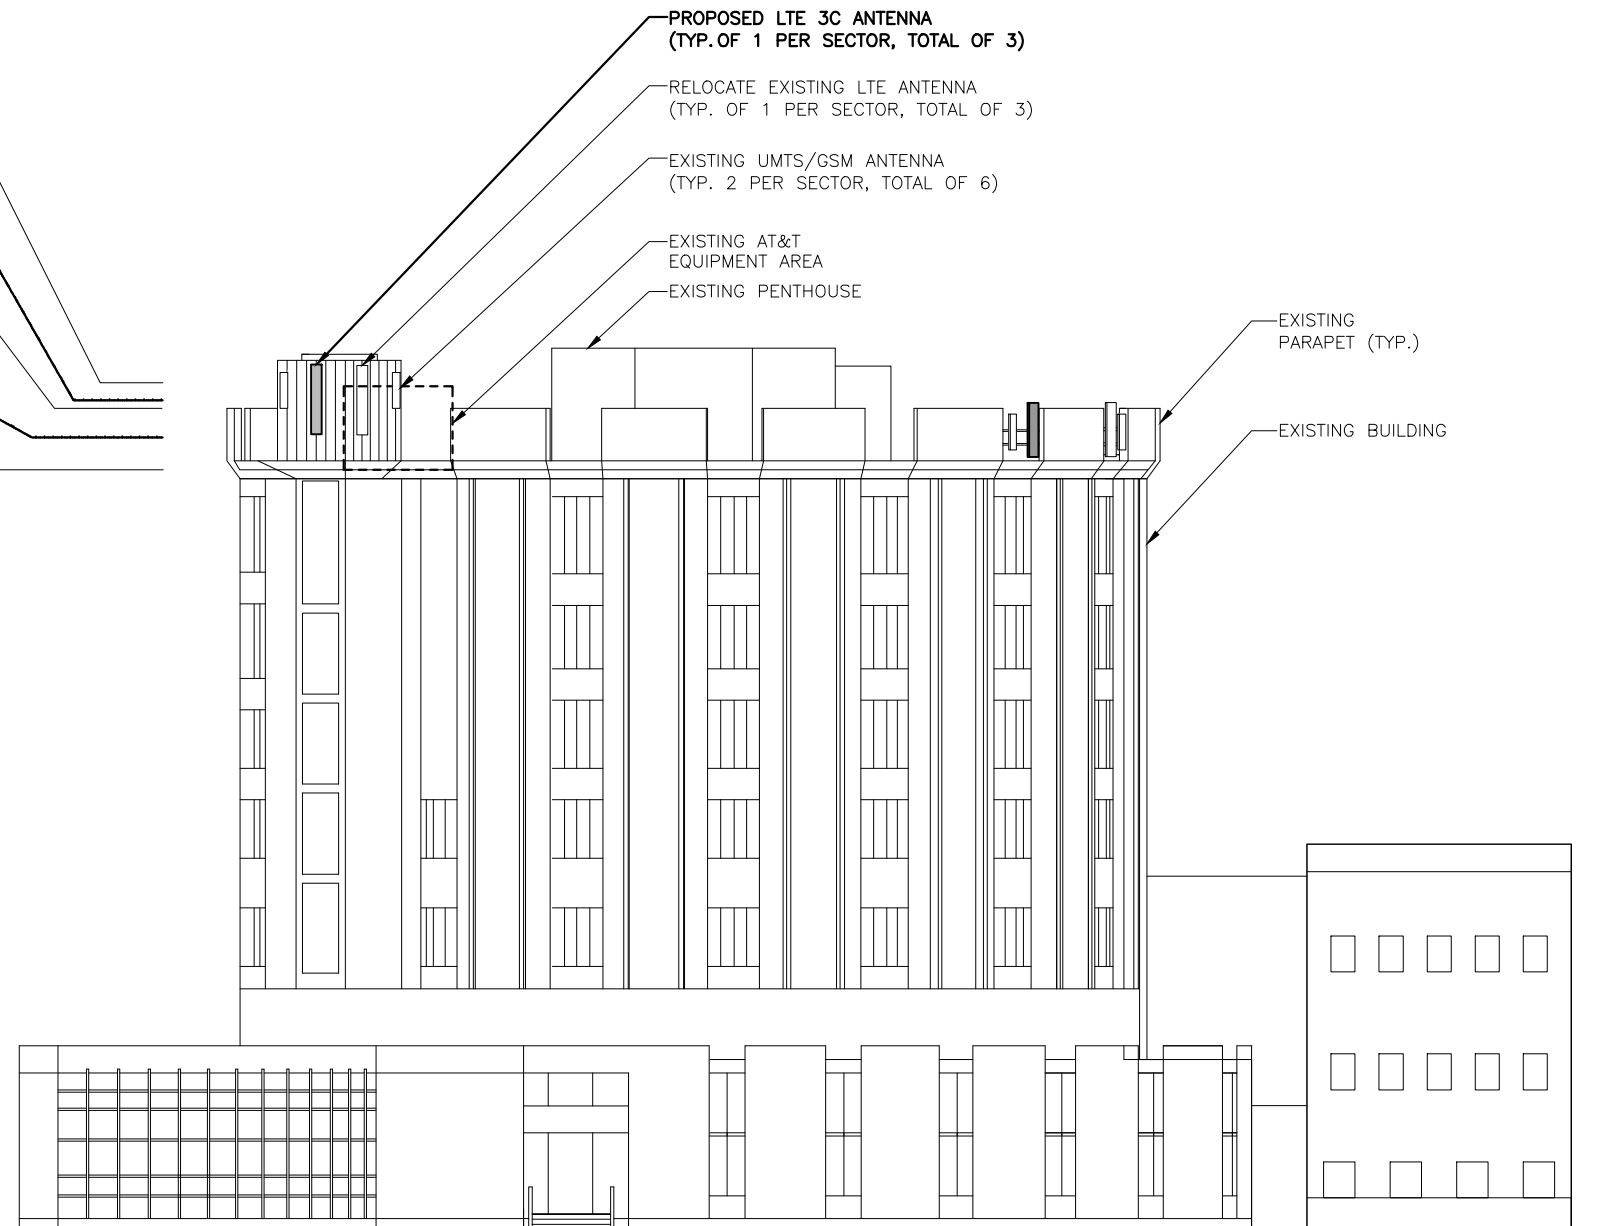 PROPOSED LTE 3C ANTENNA
(TYP. OF 1 PER SECTOR, TOTAL OF 3)
RELOCATE EXISTING LTE ANTENNA
(TYP. OF 1 PER SECTOR, TOTAL OF 3)
EXISTING UMTS/GSM ANTENNA
(TYP. 2 PER SECTOR, TOTAL OF 6)
EXISTING AT&T
EQUIPMENT AREA
EXISTING PENTHOUSE
EXISTING
PARAPET (TYP.)
EXISTING BUILDING